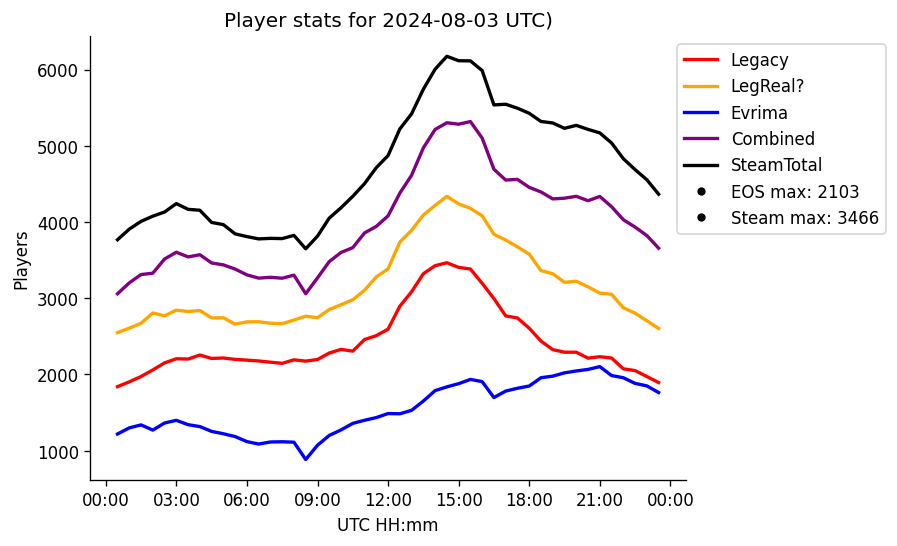 Player stats for 2024-08-03 UTC)
Legacy
LegReal?
Evrima
Combined
SteamTotal
EOS max: 2103
Steam max: 3466
Players
6000
5000
4000
3000
2000
1000
00:00 03:00 06:00 09:00 12:00 15:00 18:00 21:00 00:00
UTC HH:mm